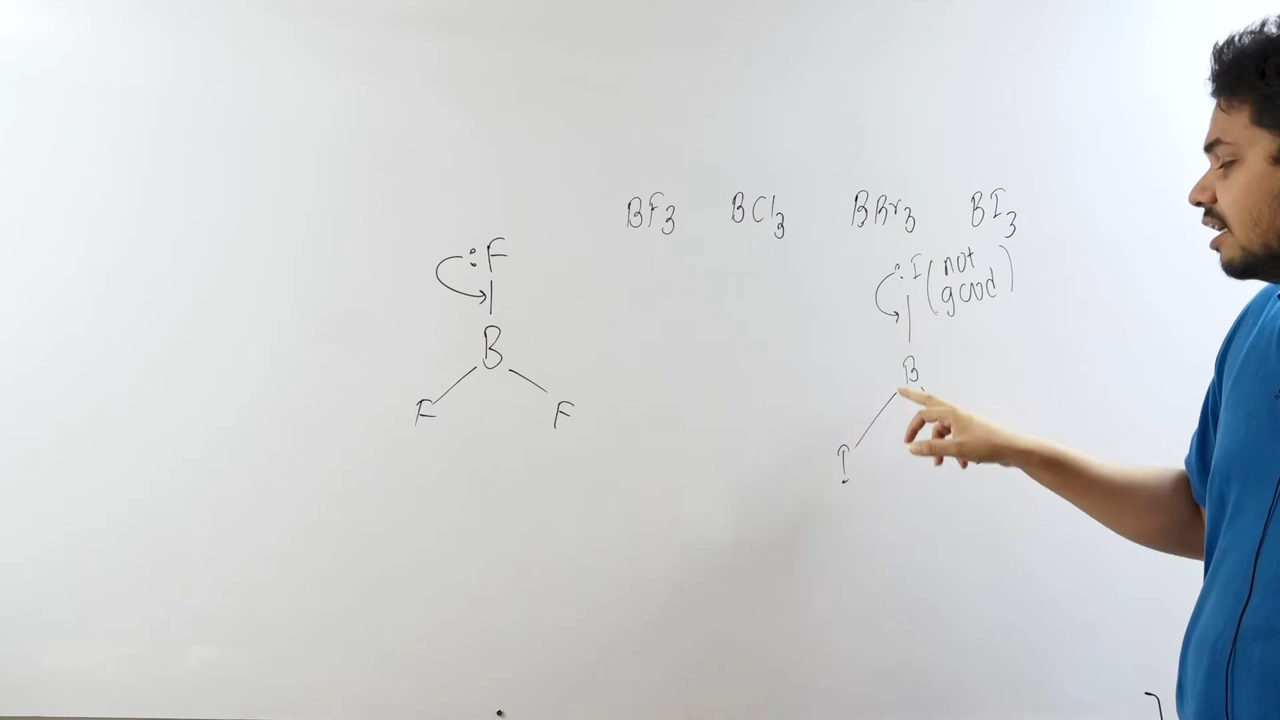 BF3 BCl3 BBr3 BI3
:F
B
F F
:I (not good)
B
I